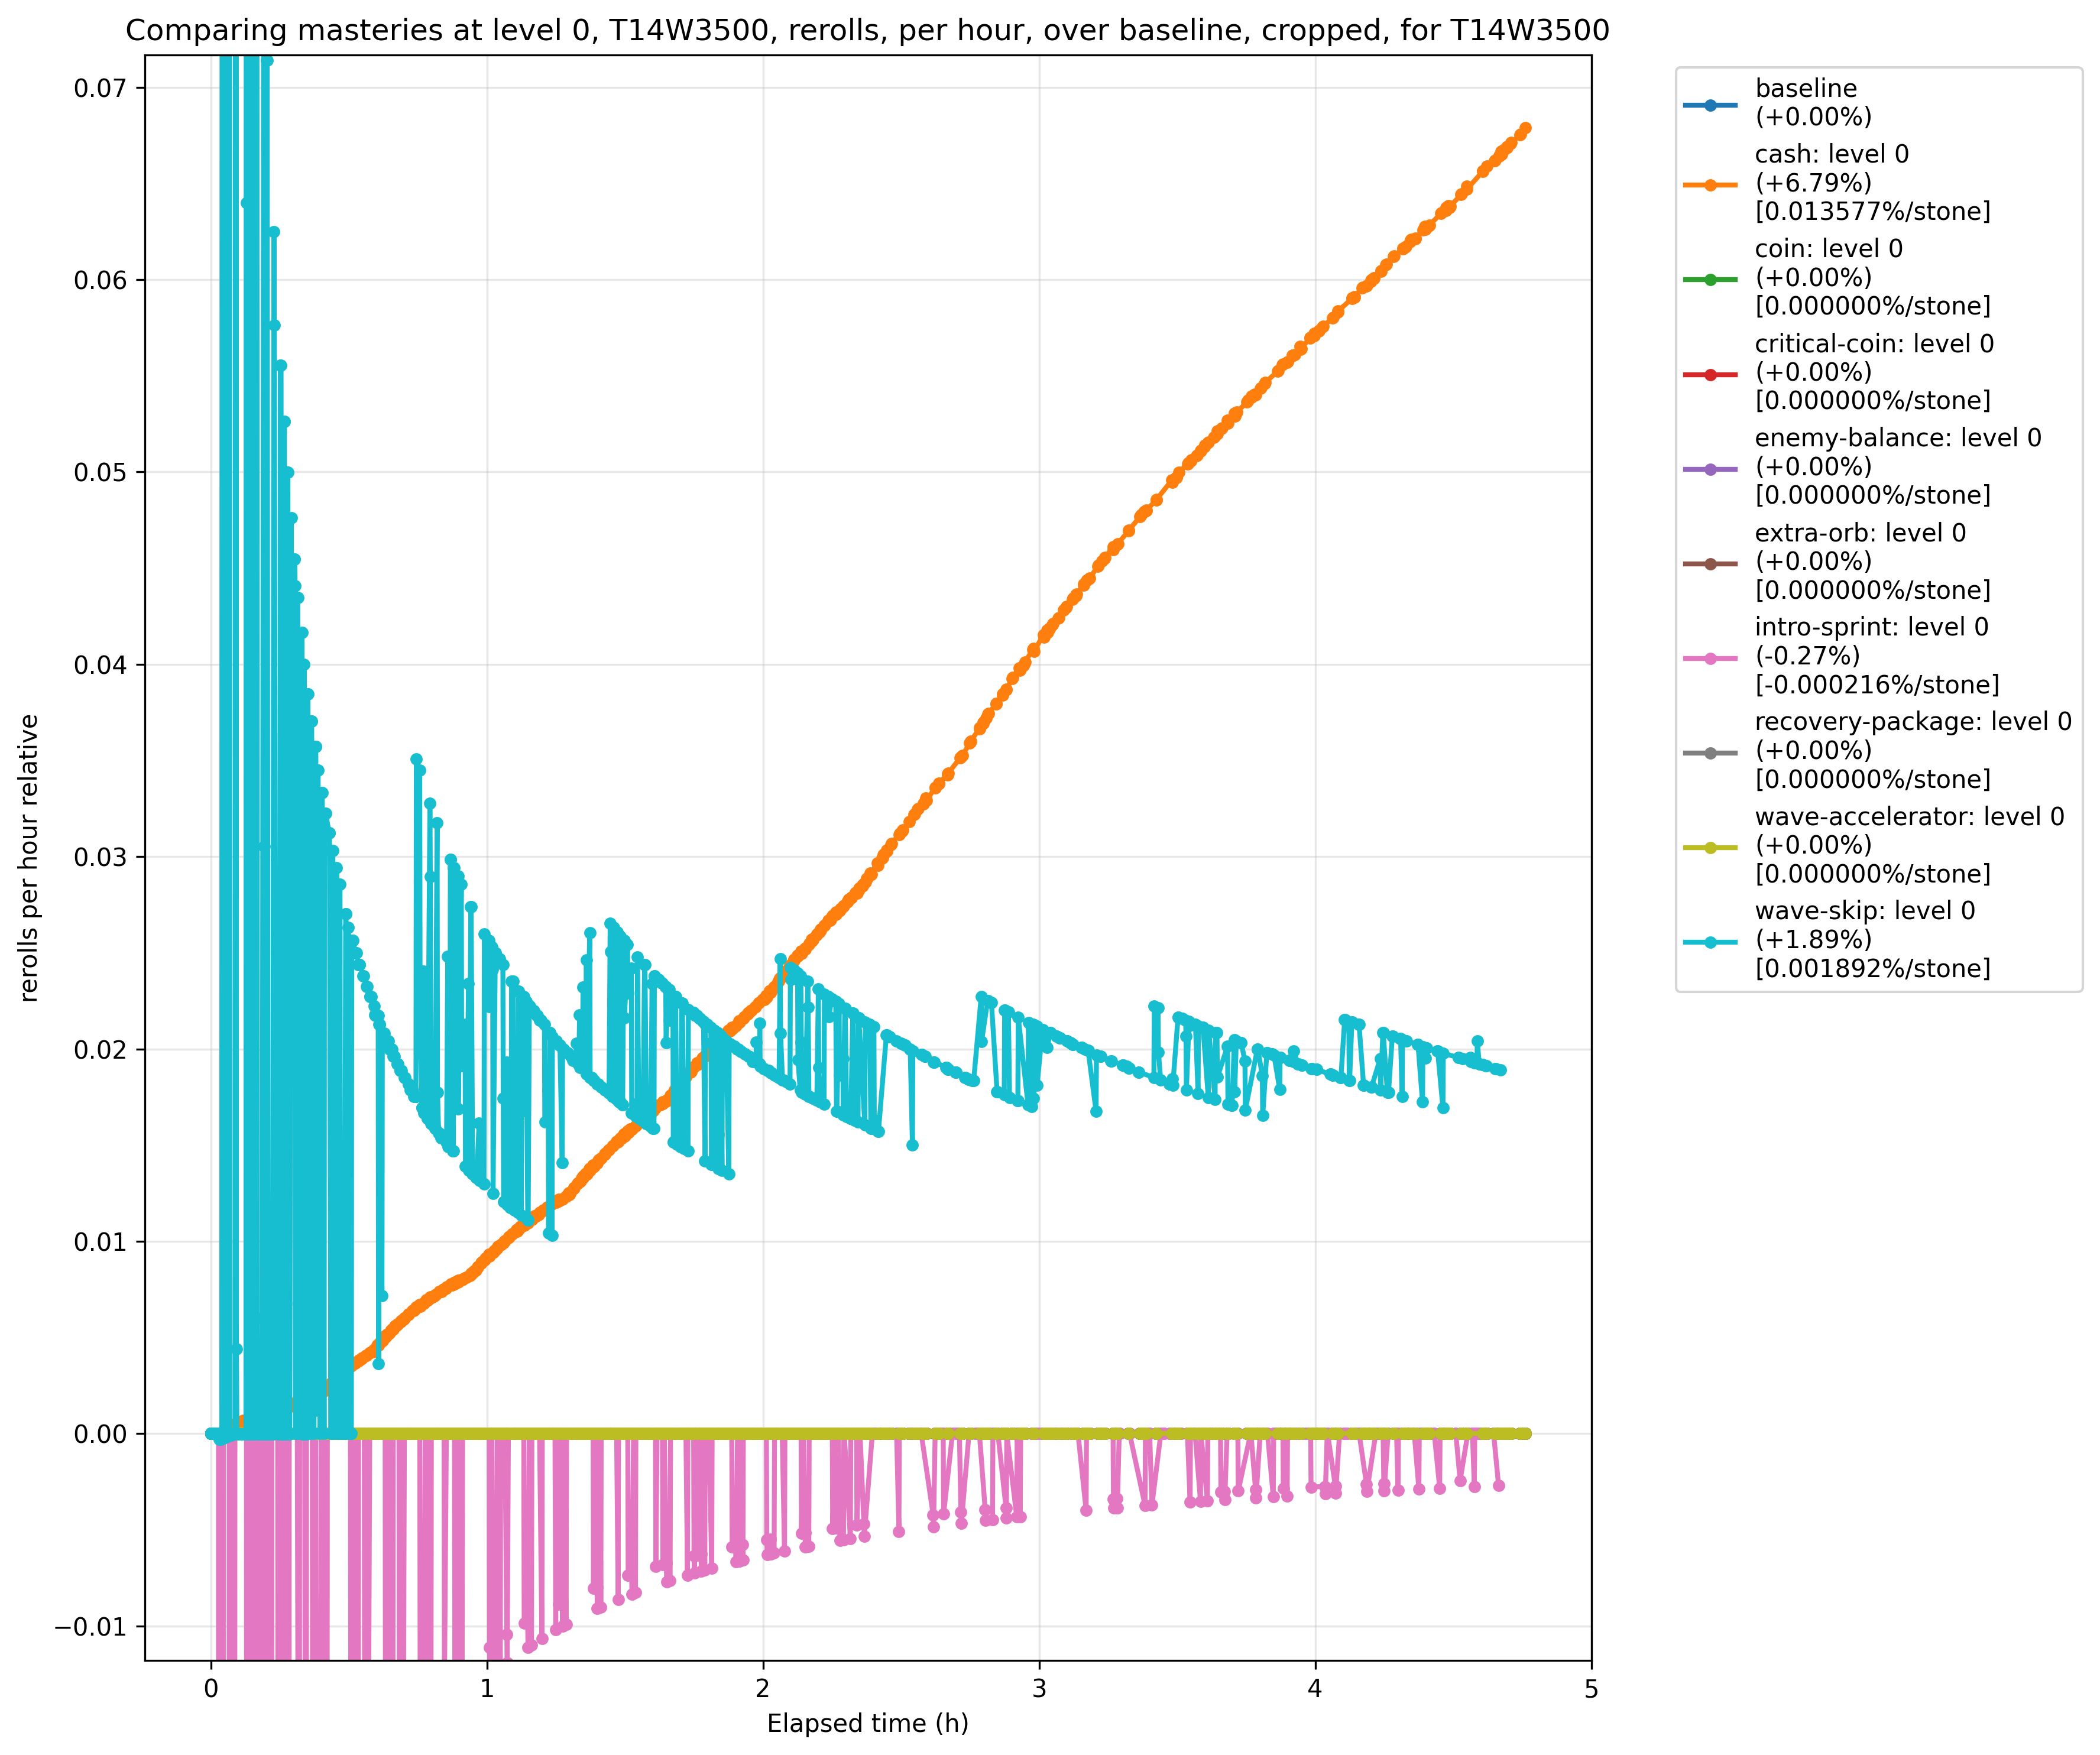 Comparing masteries at level 0, T14W3500, rerolls, per hour, over baseline, cropped, for T14W3500
rerolls per hour relative
0.07
0.06
0.05
0.04
0.03
0.02
0.01
0.00
−0.01
0
1
2
3
4
5
Elapsed time (h)
baseline
(+0.00%)
cash: level 0
(+6.79%)
[0.013577%/stone]
coin: level 0
(+0.00%)
[0.000000%/stone]
critical-coin: level 0
(+0.00%)
[0.000000%/stone]
enemy-balance: level 0
(+0.00%)
[0.000000%/stone]
extra-orb: level 0
(+0.00%)
[0.000000%/stone]
intro-sprint: level 0
(-0.27%)
[-0.000216%/stone]
recovery-package: level 0
(+0.00%)
[0.000000%/stone]
wave-accelerator: level 0
(+0.00%)
[0.000000%/stone]
wave-skip: level 0
(+1.89%)
[0.001892%/stone]